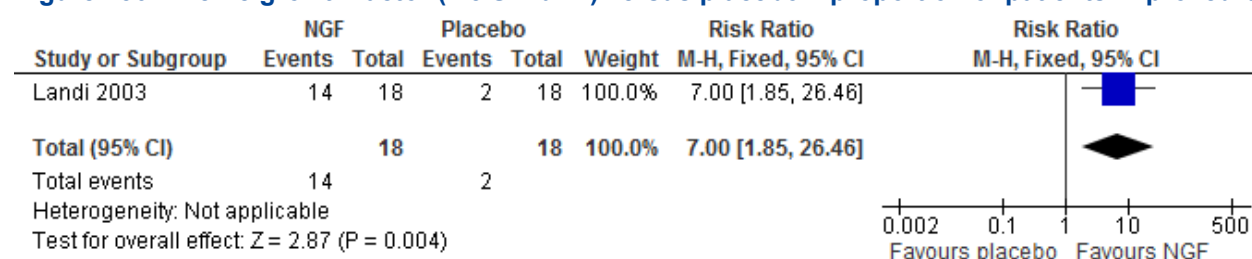 NGF Placebo Risk Ratio Risk Ratio
Study or Subgroup Events Total Events Total Weight M-H, Fixed, 95% CI M-H, Fixed, 95% CI
Landi 2003 14 18 2 18 100.0% 7.00 [1.85, 26.46]
Total (95% CI) 18 18 100.0% 7.00 [1.85, 26.46]
Total events 14 2
Heterogeneity: Not applicable
Test for overall effect: Z = 2.87 (P = 0.004)
0.002 0.1 1 10 500
Favours placebo Favours NGF